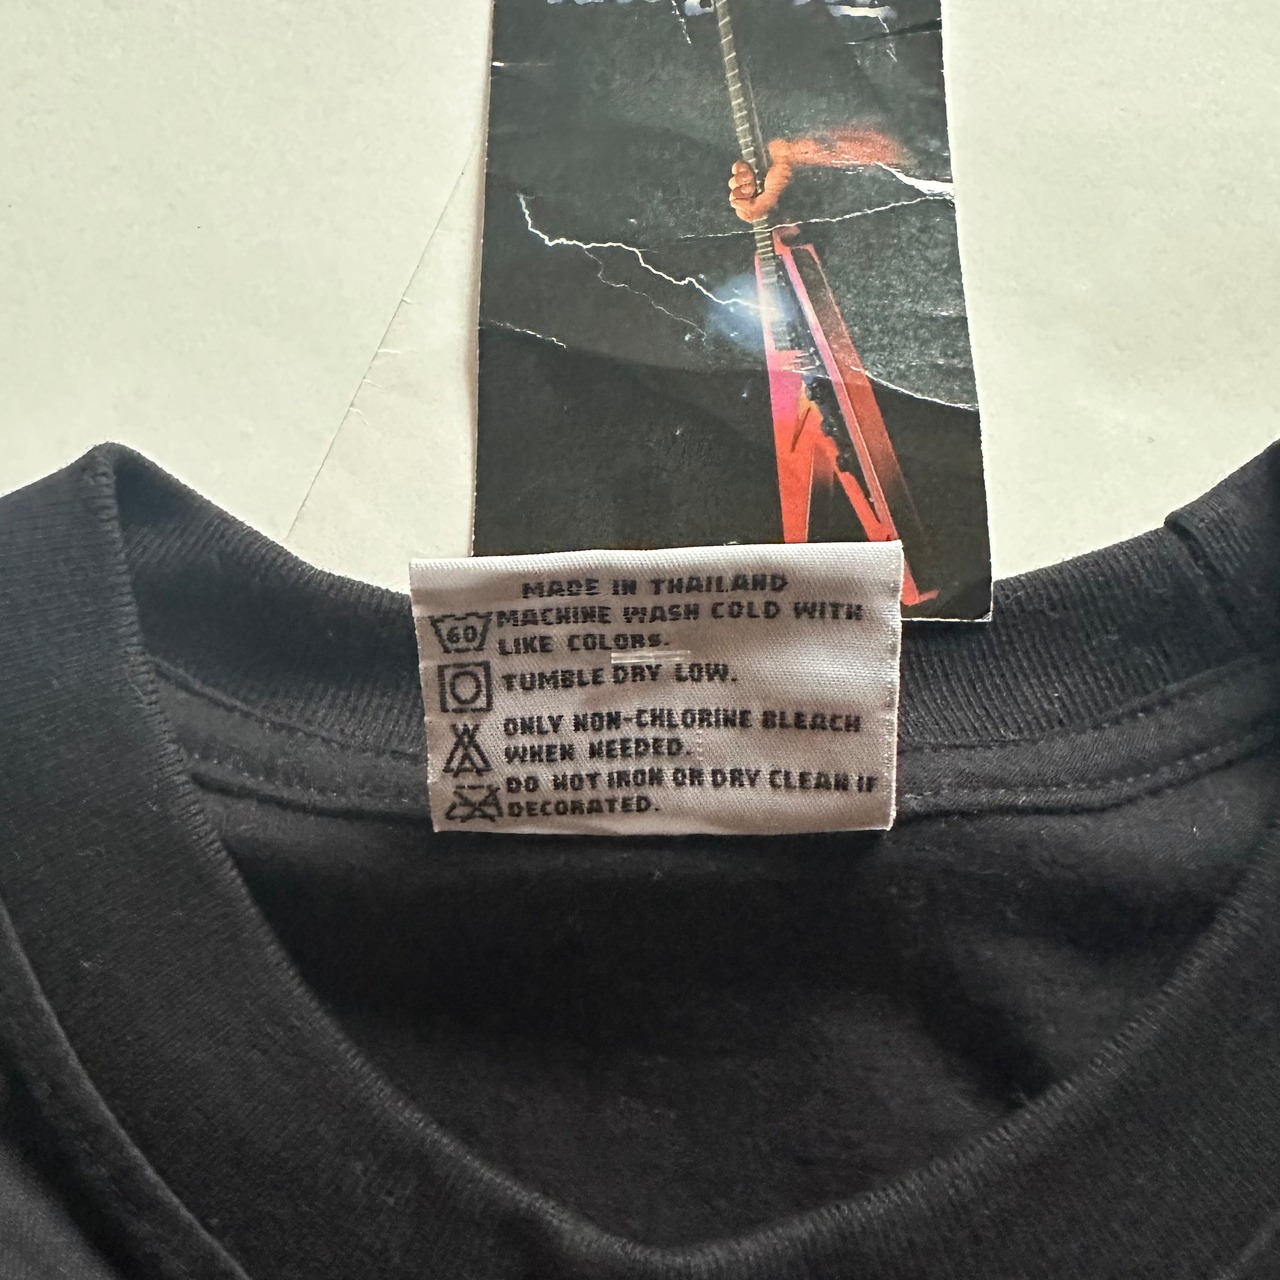 MADE IN THAILAND
60
MACHINE WASH COLD WITH
LIKE COLORS.
TUMBLE DRY LOW.
ONLY NON-CHLORINE BLEACH
WHEN NEEDED.
DO NOT IRON OR DRY CLEAN IF
DECORATED.